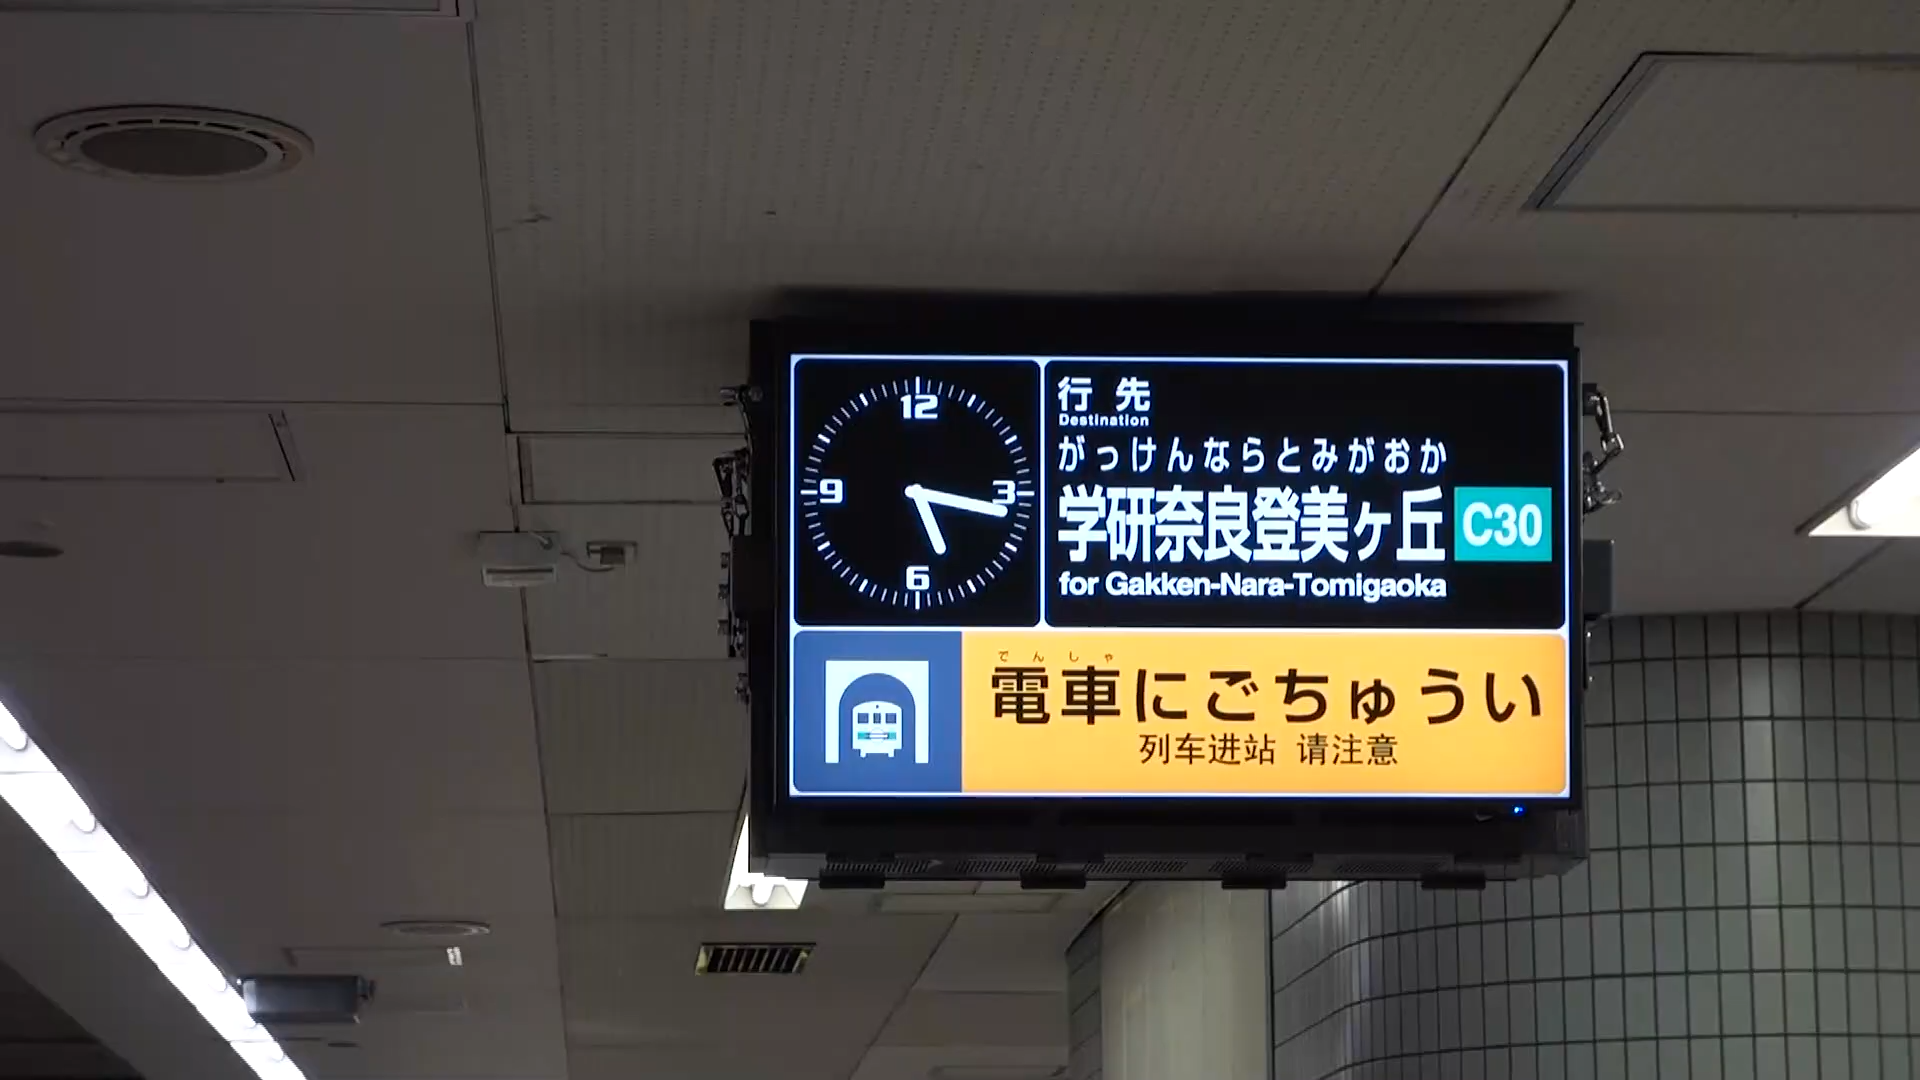 12
3
6
9
行先
Destination
がっけんならとみがおか
学研奈良登美ヶ丘 C30
for Gakken-Nara-Tomigaoka
でんしゃ
電車にごちゅうい
列车进站 请注意